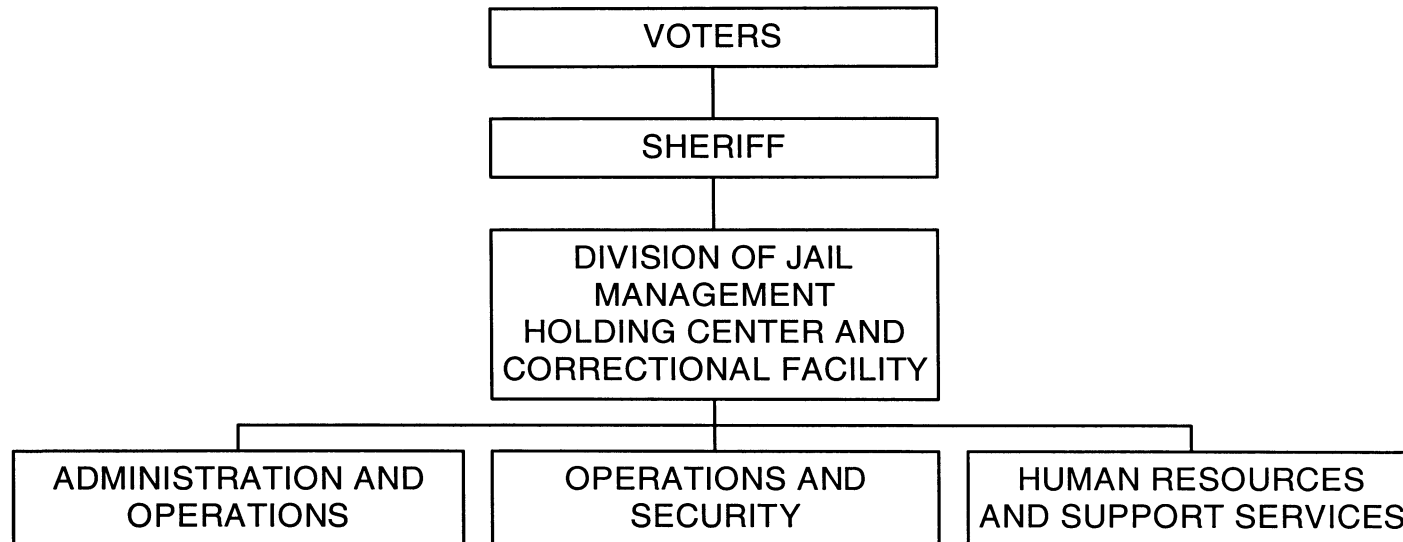 VOTERS
SHERIFF
DIVISION OF JAIL
MANAGEMENT
HOLDING CENTER AND
CORRECTIONAL FACILITY
ADMINISTRATION AND
OPERATIONS
OPERATIONS AND
SECURITY
HUMAN RESOURCES
AND SUPPORT SERVICES